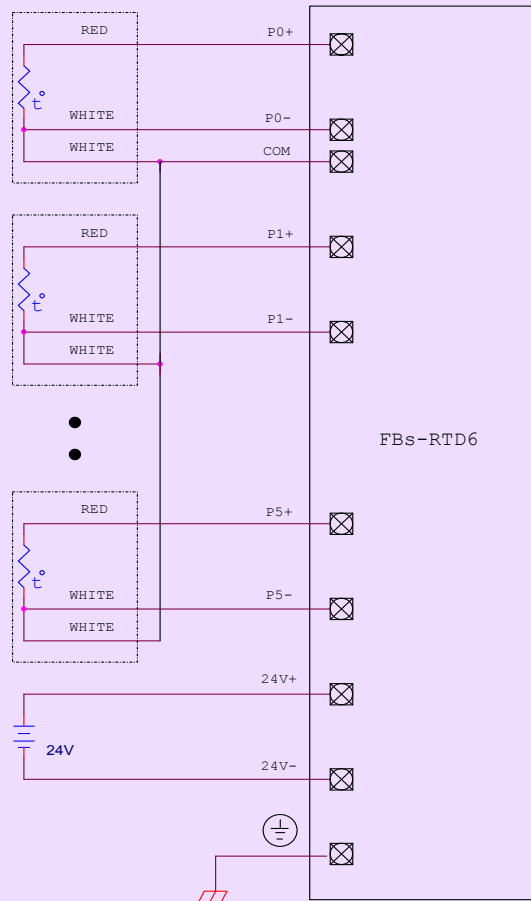 RED
P0+
t°
WHITE
P0-
WHITE
COM
RED
P1+
t°
WHITE
P1-
WHITE
FBs-RTD6
RED
P5+
t°
WHITE
P5-
WHITE
24V+
24V
24V-